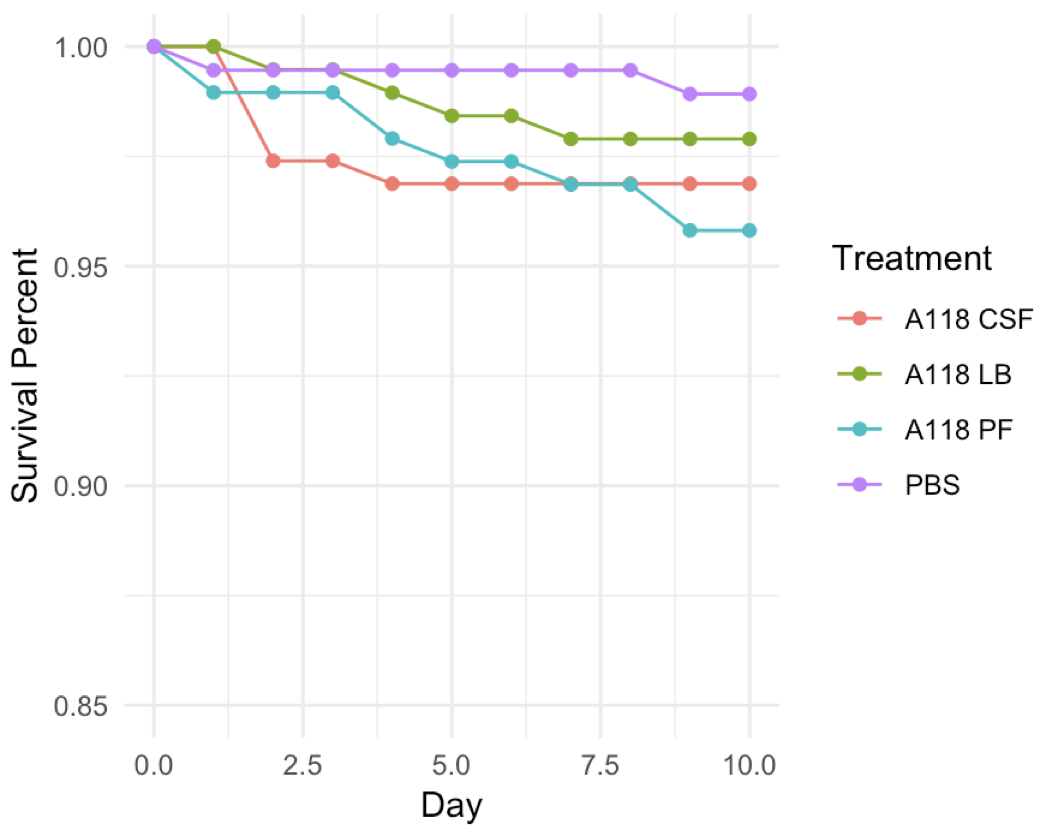 1.00
0.95
0.90
0.85
Survival Percent
0.0 2.5 5.0 7.5 10.0
Day
Treatment
A118 CSF
A118 LB
A118 PF
PBS